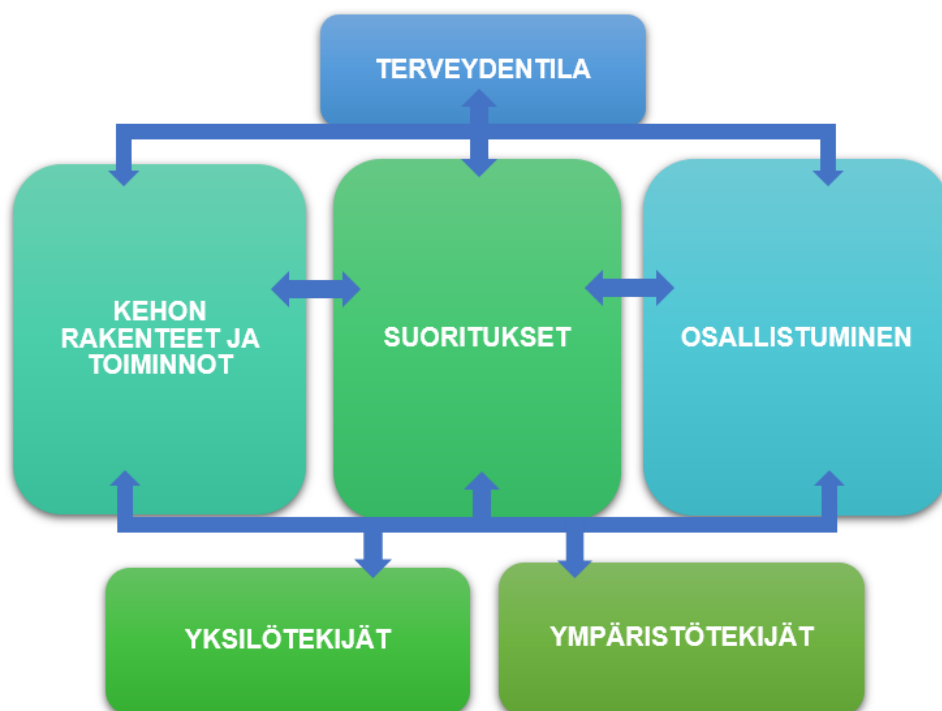 TERVEYDENTILA
KEHON
RAKENTEET JA
TOIMINNOT
SUORITUKSET
OSALLISTUMINEN
YKSILÖTEKIJÄT
YMPÄRISTÖTEKIJÄT